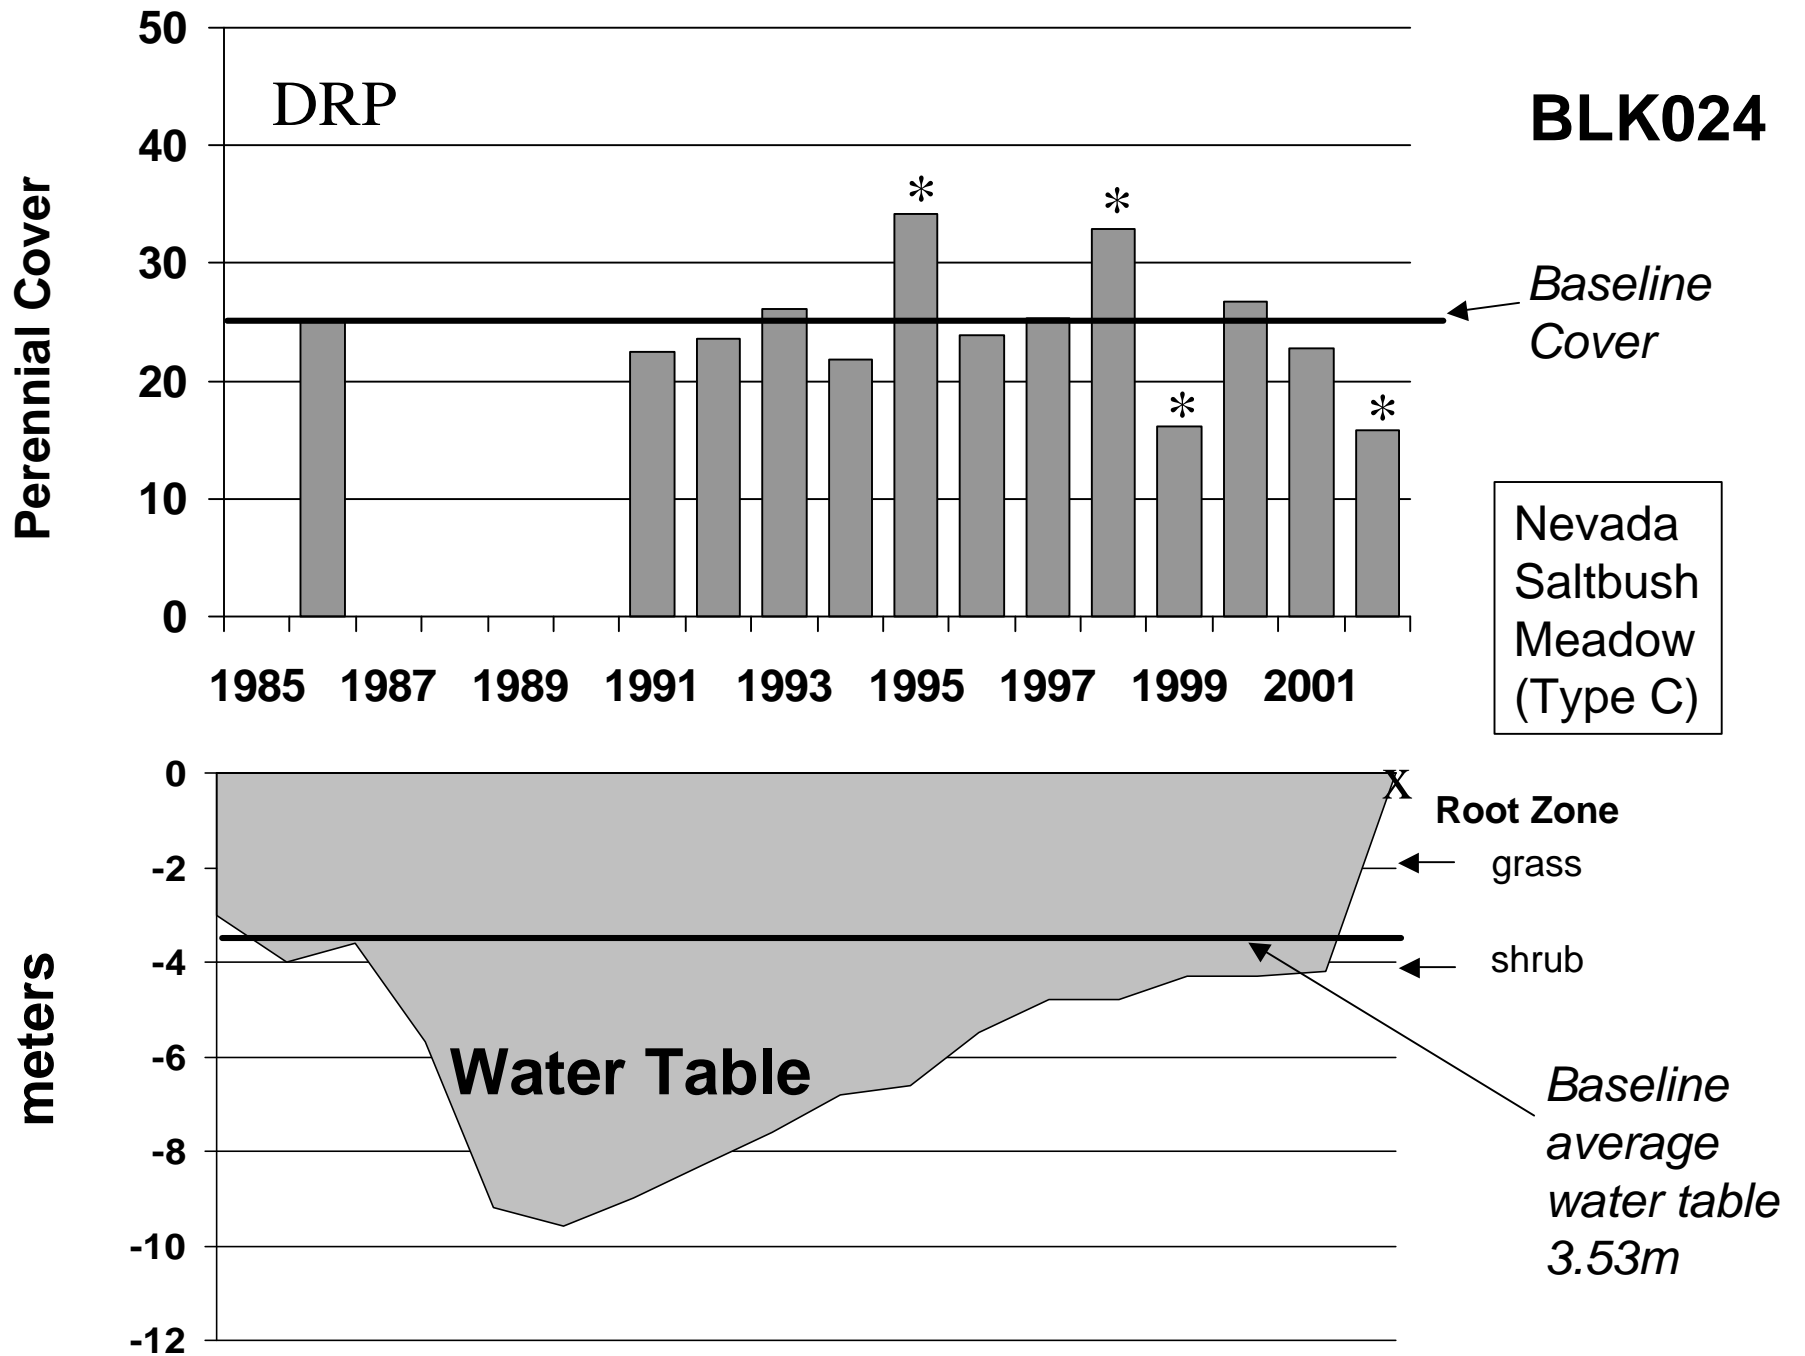 50
DRP
BLK024
40
*
*
Perennial Cover
30
Baseline
Cover
20
*
*
10
Nevada
Saltbush
Meadow
(Type C)
0
1985 1987 1989 1991 1993 1995 1997 1999 2001
0
X
Root Zone
-2
grass
-4
shrub
meters
-6
Water Table
Baseline
average
water table
3.53m
-8
-10
-12